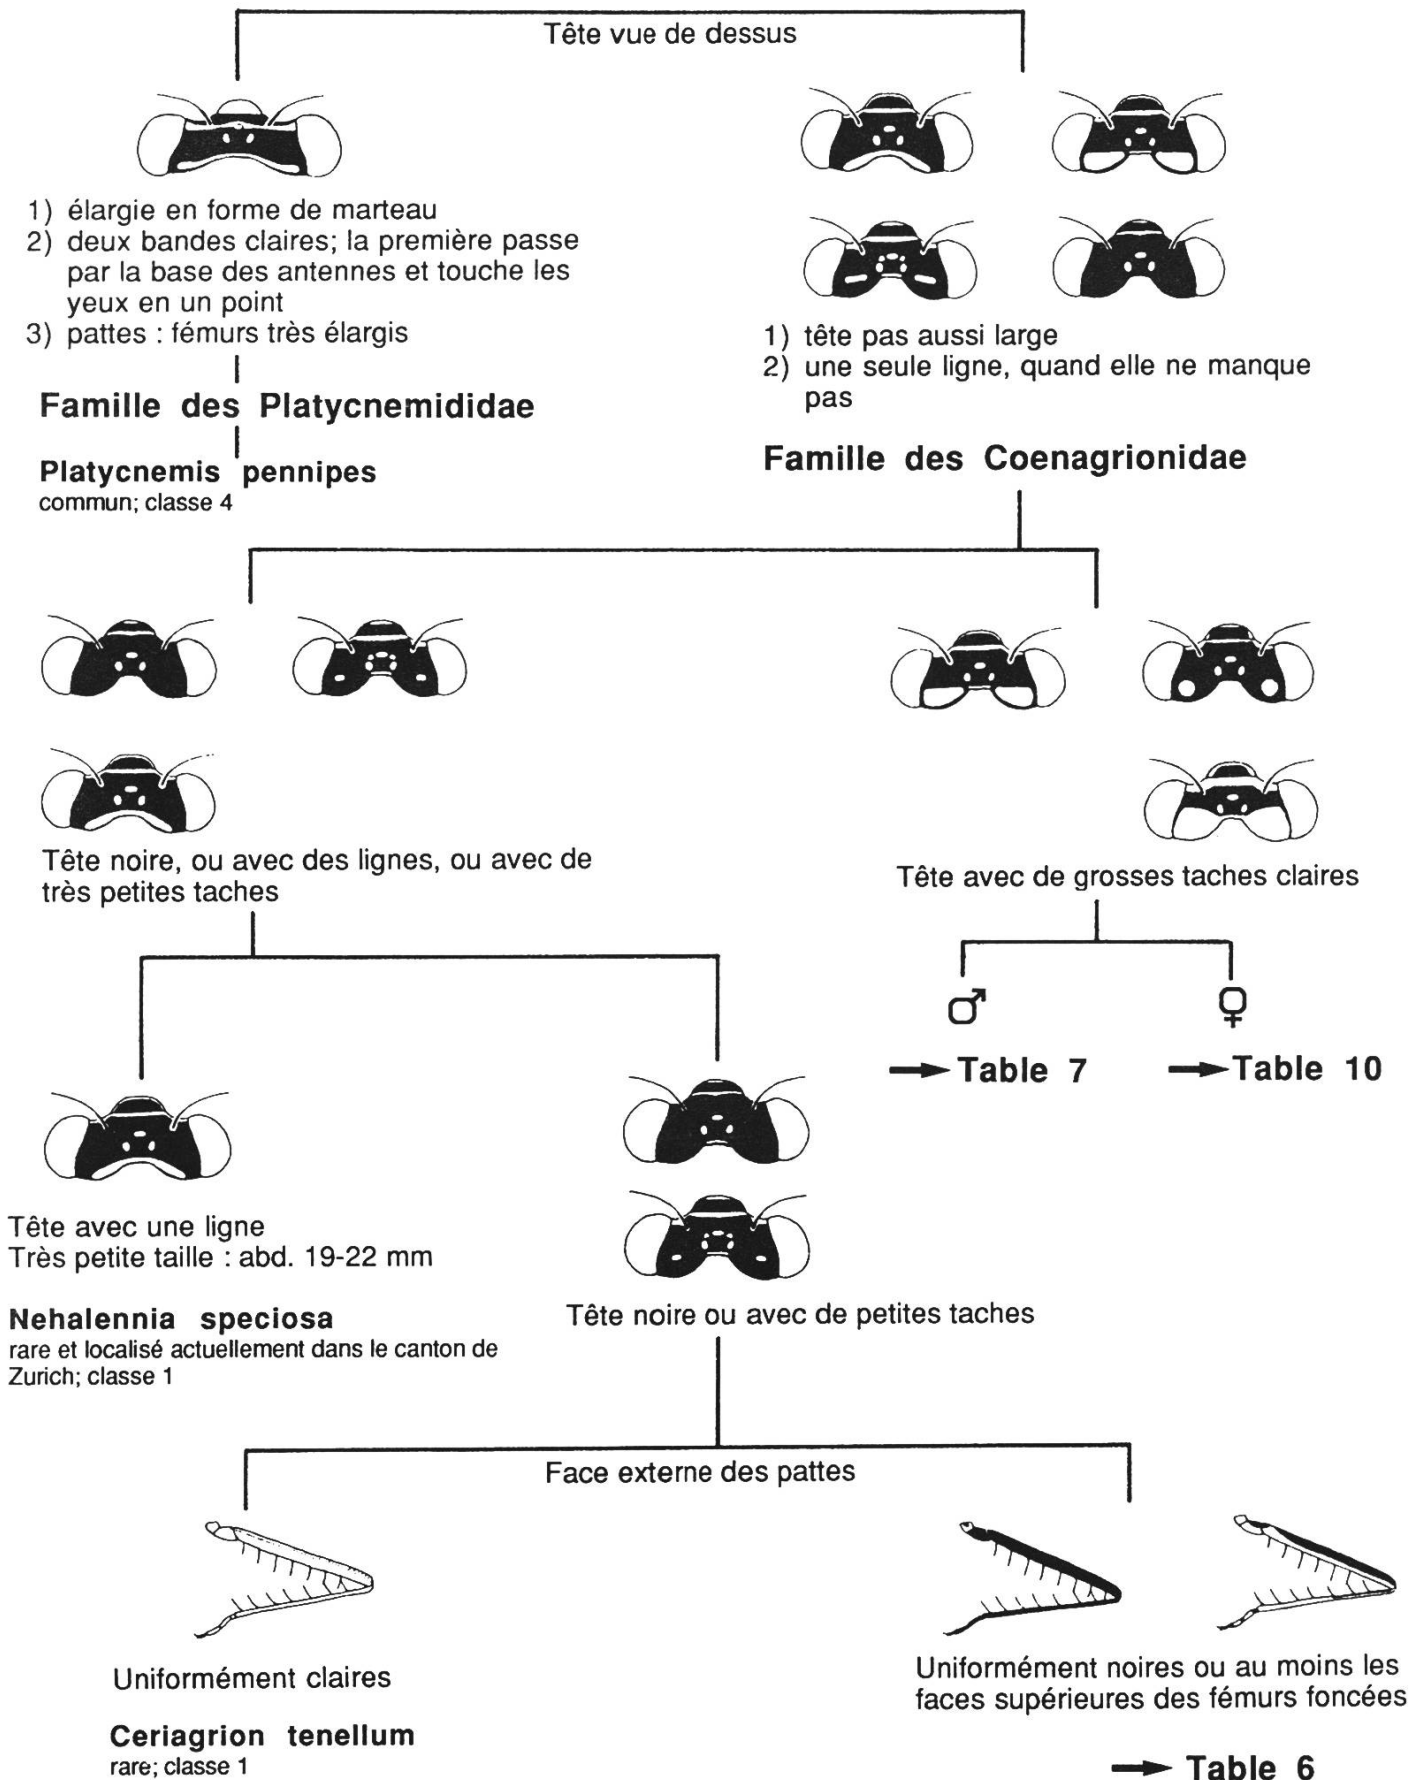 Tête vue de dessus
1) élargie en forme de marteau
2) deux bandes claires; la première passe
par la base des antennes et touche les
yeux en un point
3) pattes : fémurs très élargis
Famille des Platycnemididae
Platycnemis pennipes
commun; classe 4
1) tête pas aussi large
2) une seule ligne, quand elle ne manque
pas
Famille des Coenagrionidae
Tête noire, ou avec des lignes, ou avec de
très petites taches
Tête avec de grosses taches claires
♂ ♀
→ Table 7 → Table 10
Tête avec une ligne
Très petite taille : abd. 19-22 mm
Nehalennia speciosa
rare et localisé actuellement dans le canton de
Zurich; classe 1
Tête noire ou avec de petites taches
Face externe des pattes
Uniformément claires
Ceriagrion tenellum
rare; classe 1
Uniformément noires ou au moins les
faces supérieures des fémurs foncées
→ Table 6